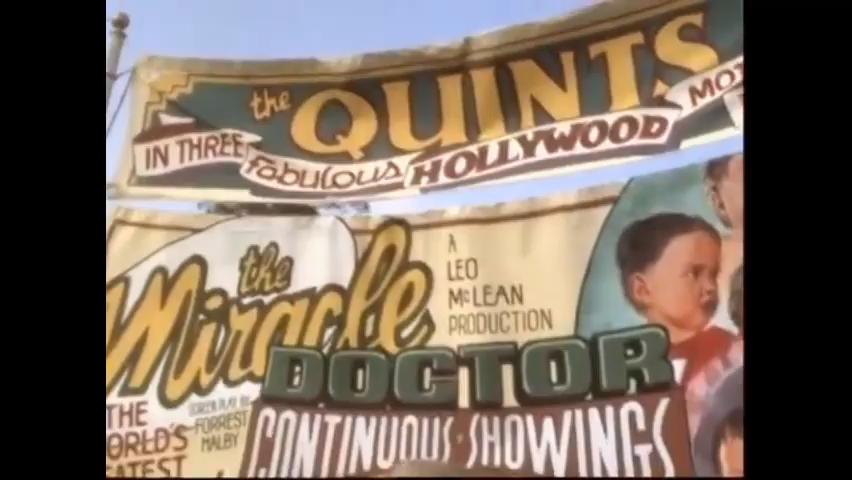 the QUINTS
IN THREE fabulous HOLLYWOOD
the
Miracle
DOCTOR
A
LEO
McLEAN
PRODUCTION
SCREEN PLAY BY
FORREST
MALBY
THE
CONTINUOUS · SHOWINGS